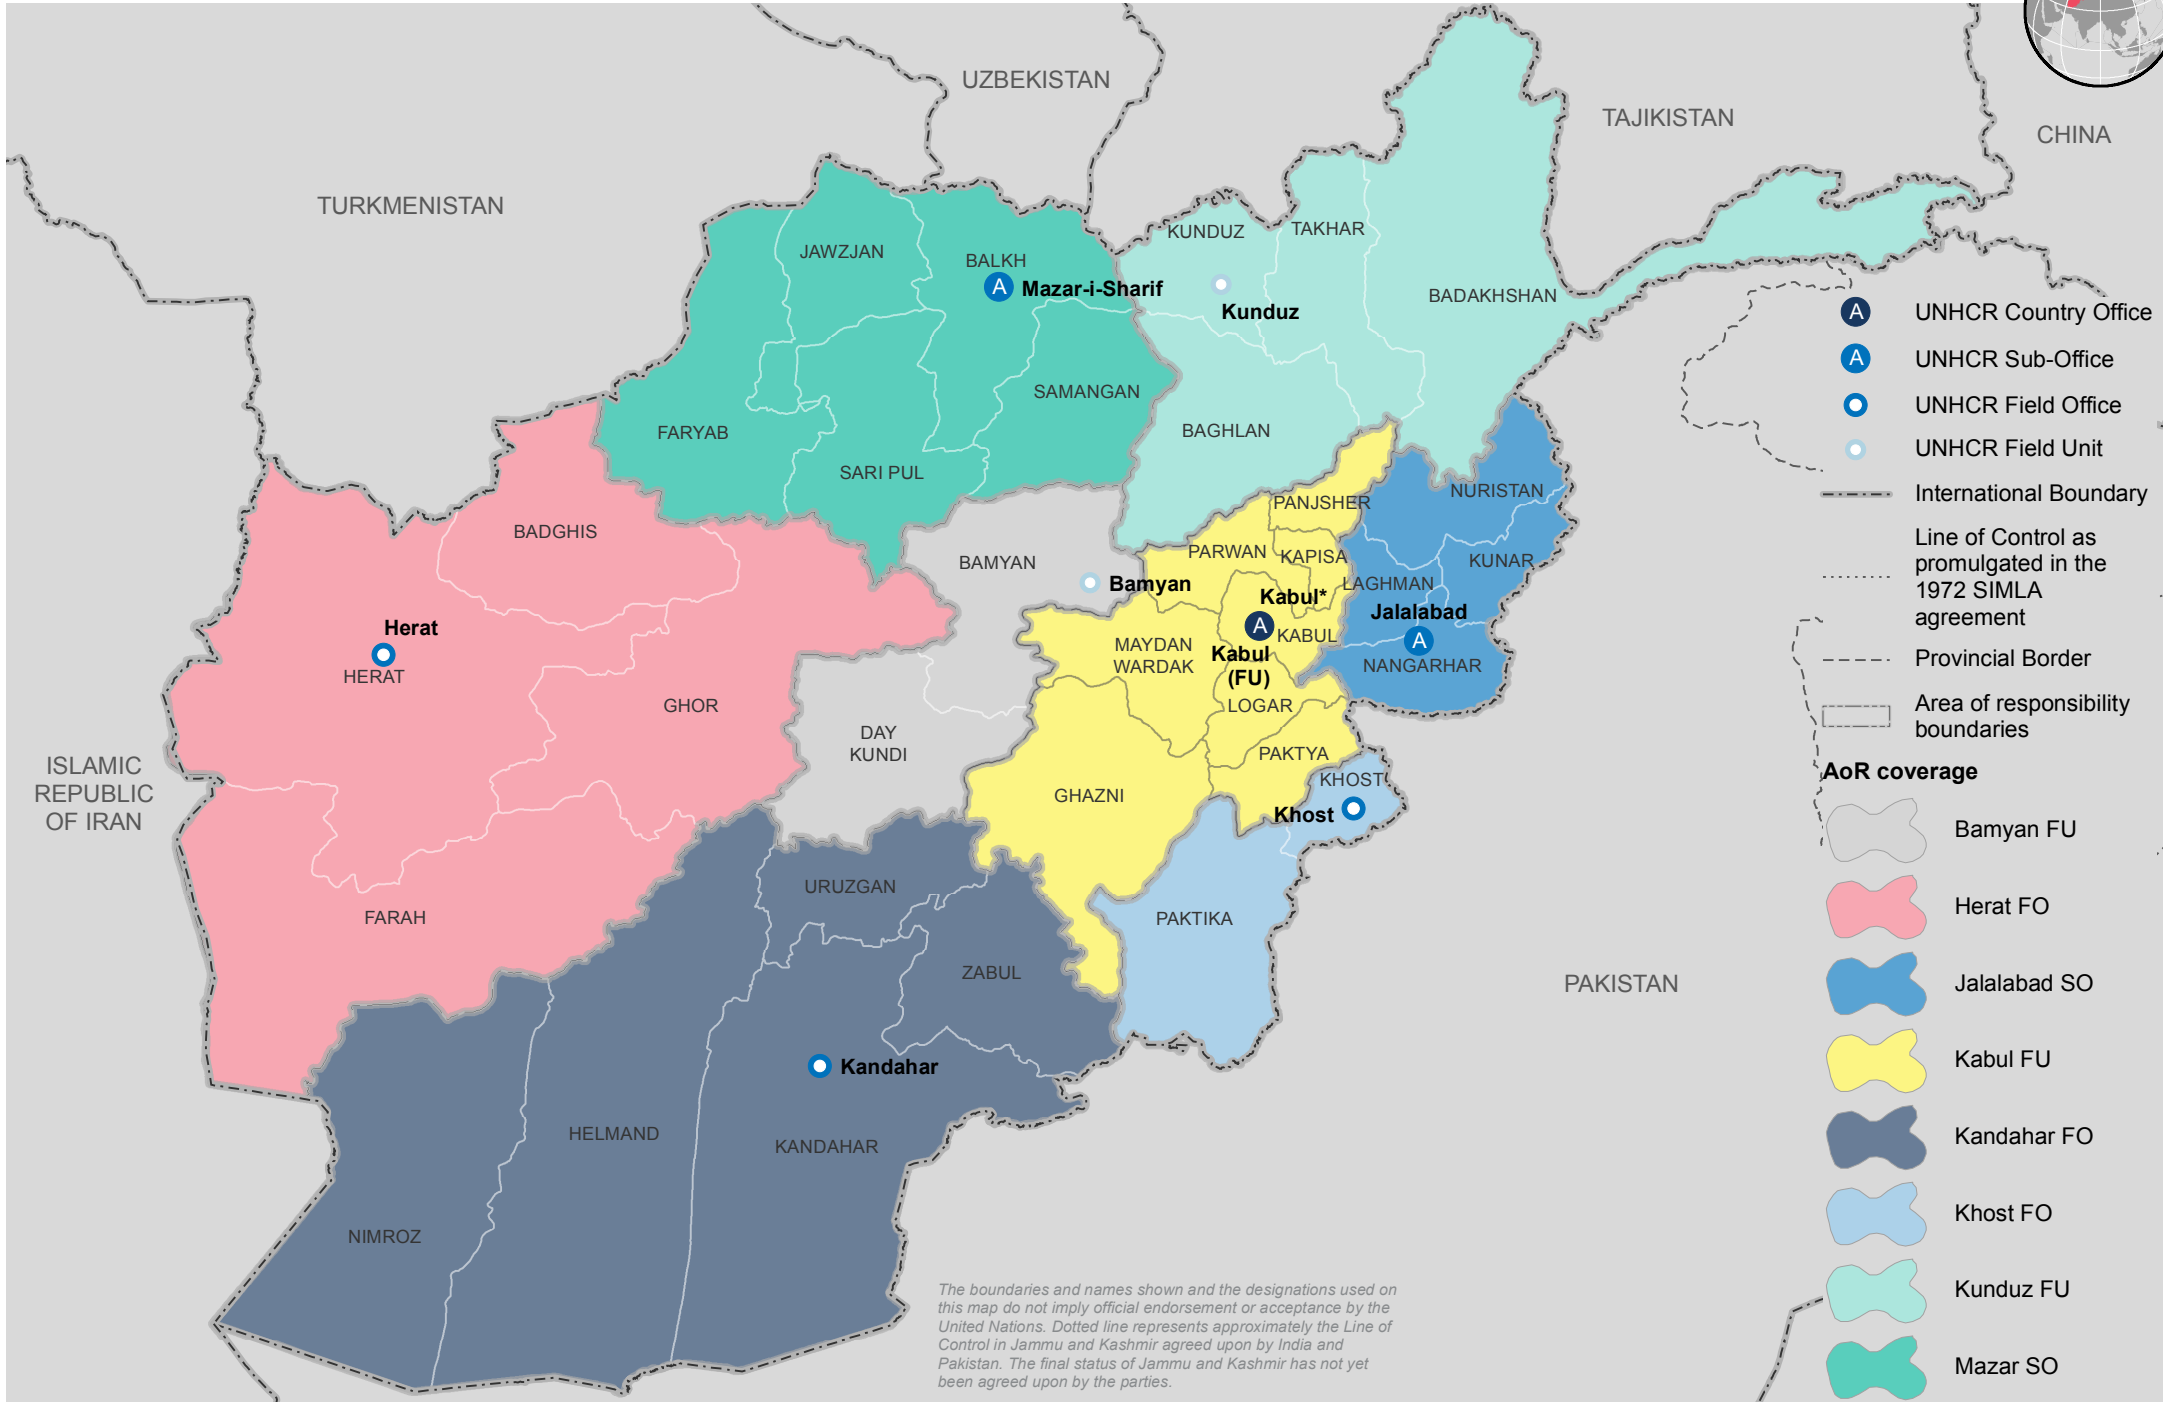 UZBEKISTAN
TAJIKISTAN
CHINA
TURKMENISTAN
JAWZJAN
BALKH
A
Mazar-i-Sharif
KUNDUZ
TAKHAR
Kunduz
BADAKHSHAN
SAMANGAN
FARYAB
SARI PUL
BAGHLAN
BADGHIS
BAMYAN
Bamyan
PANJSHER
PARWAN
KAPISA
NURISTAN
KUNAR
LAGHMAN
Kabul*
A
KABUL
Kabul
(FU)
Jalalabad
A
NANGARHAR
MAYDAN
WARDAK
LOGAR
Herat
HERAT
GHOR
DAY
KUNDI
PAKTYA
KHOST
Khost
GHAZNI
ISLAMIC
REPUBLIC
OF IRAN
FARAH
URUZGAN
ZABUL
PAKTIKA
PAKISTAN
Kandahar
HELMAND
KANDAHAR
NIMROZ
A UNHCR Country Office
A UNHCR Sub-Office
UNHCR Field Office
UNHCR Field Unit
International Boundary
Line of Control as
promulgated in the
1972 SIMLA
agreement
Provincial Border
Area of responsibility
boundaries
AoR coverage
Bamyan FU
Herat FO
Jalalabad SO
Kabul FU
Kandahar FO
Khost FO
Kunduz FU
Mazar SO
The boundaries and names shown and the designations used on
this map do not imply official endorsement or acceptance by the
United Nations. Dotted line represents approximately the Line of
Control in Jammu and Kashmir agreed upon by India and
Pakistan. The final status of Jammu and Kashmir has not yet
been agreed upon by the parties.